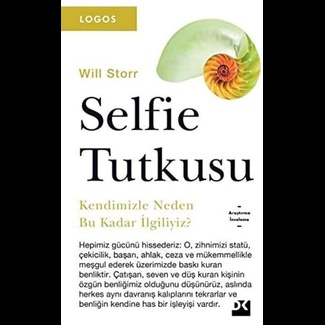 LOGOS
Will Storr
Selfie
Tutkusu
Kendimizle Neden
Bu Kadar İlgiliyiz?
Araştırma
İnceleme
Hepimiz gücünü hissederiz: O, zihnimizi statü,
çekicilik, başarı, ahlak, ceza ve mükemmellikle
meşgul ederek üzerimizde baskı kuran
benliktir. Çatışan, seven ve düş kuran kişinin
özgün benliğimiz olduğunu düşünürüz, aslında
herkes aynı davranış kalıplarını tekrarlar ve
benliğin kendine has bir işleyişi vardır.
DK